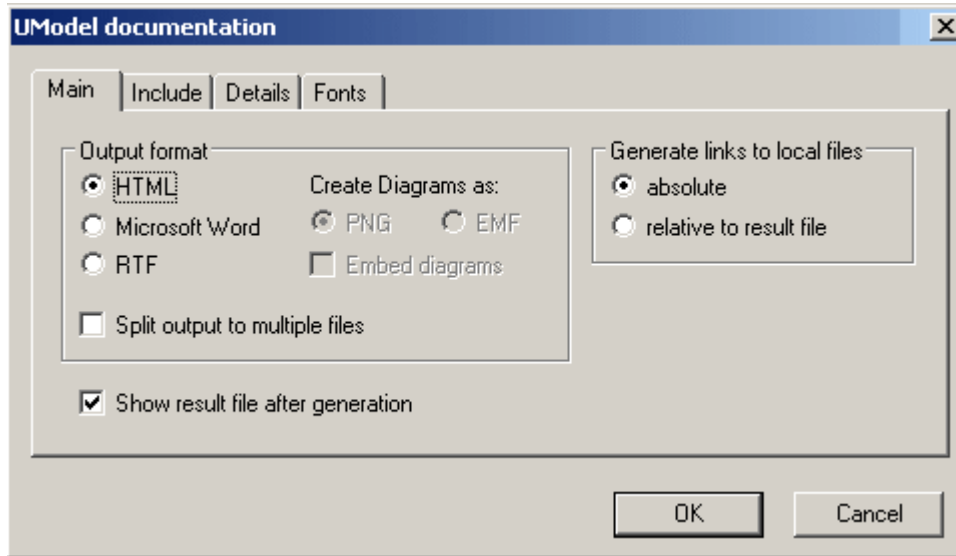 UModel documentation
Main Include Details Fonts
Output format
HTML
Microsoft Word
RTF
Create Diagrams as:
PNG EMF
Embed diagrams
Split output to multiple files
Generate links to local files
absolute
relative to result file
Show result file after generation
OK Cancel